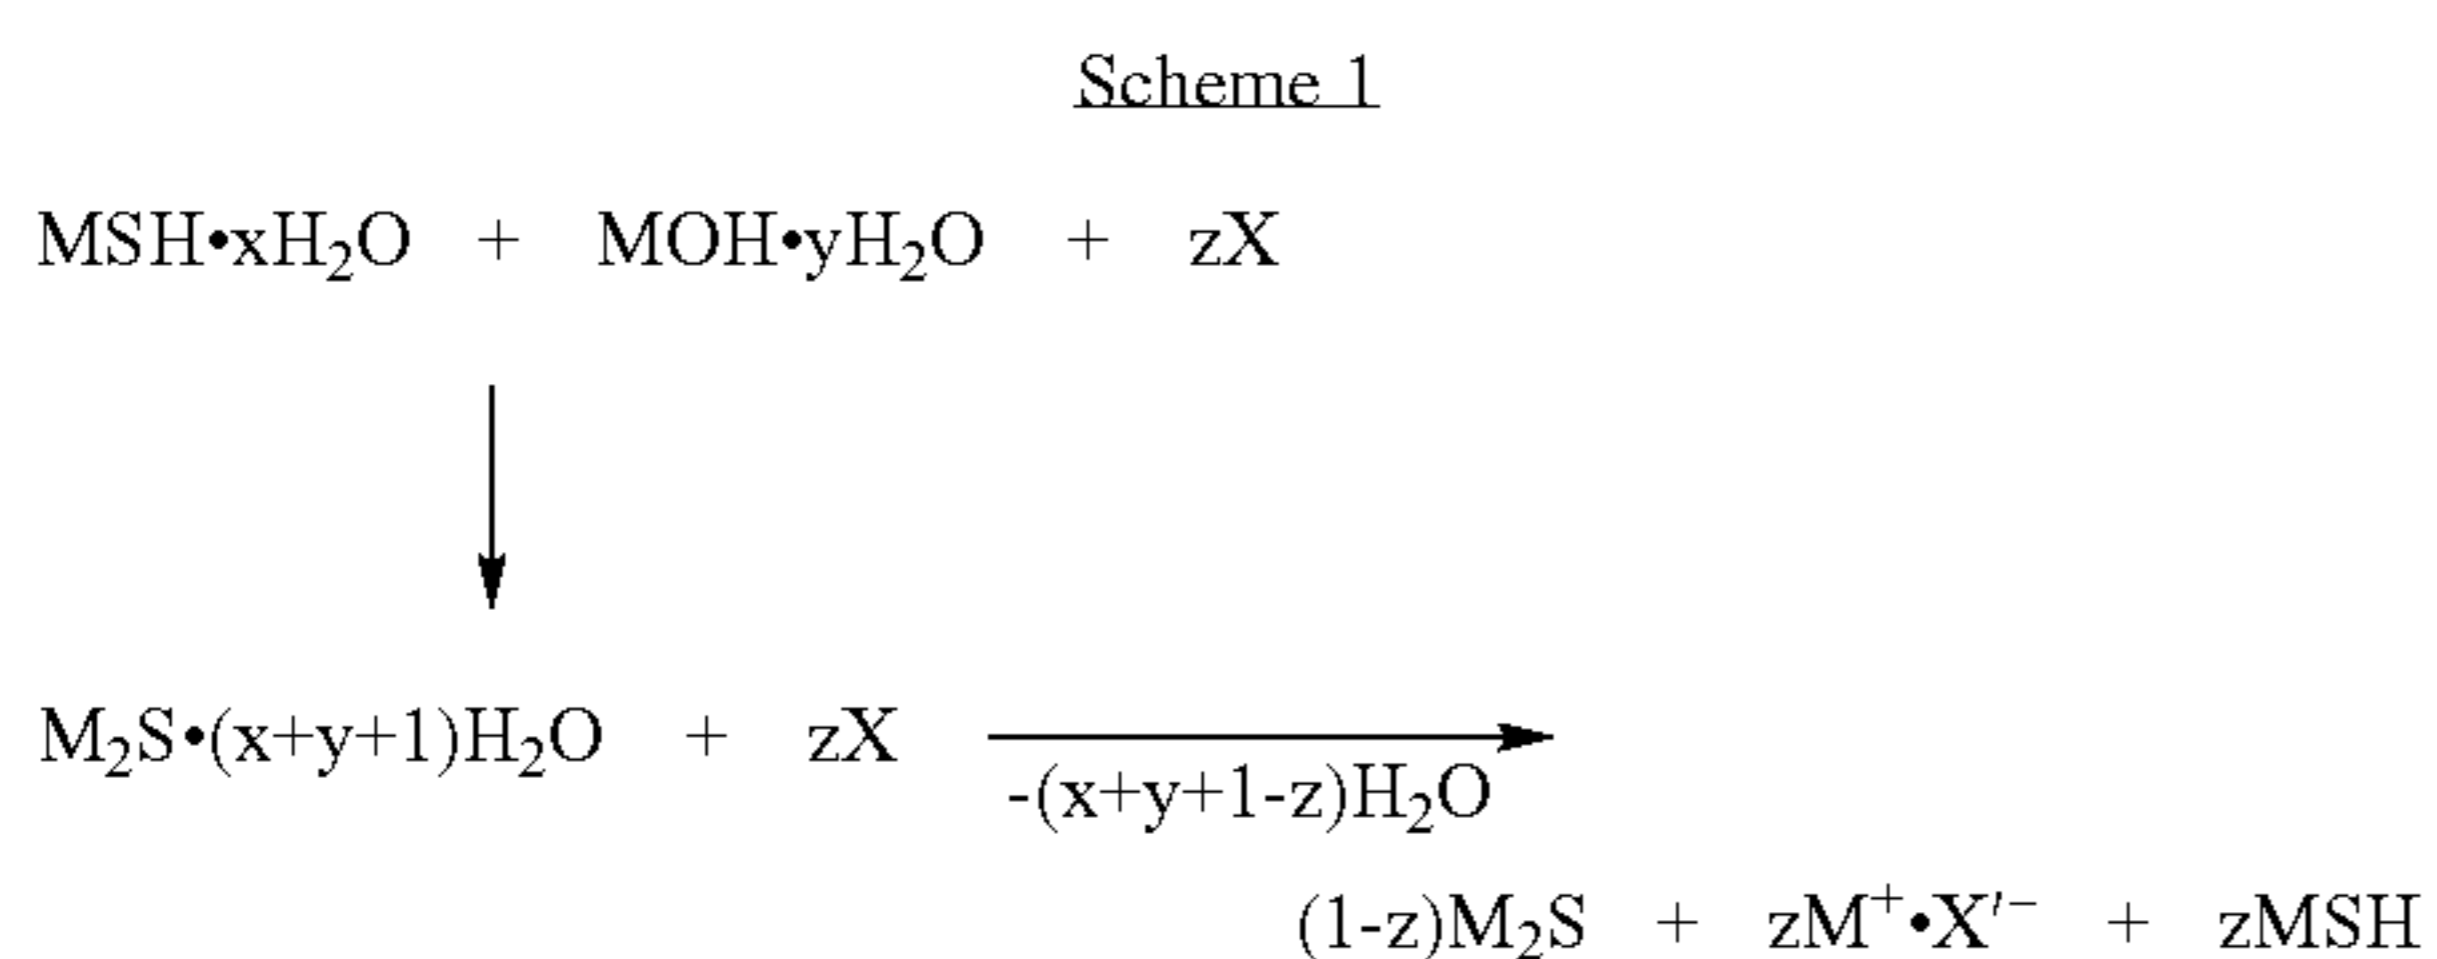 Scheme 1
MSH•xH₂O + MOH•yH₂O + zX
M₂S•(x+y+1)H₂O + zX
-(x+y+1-z)H₂O
(1-z)M₂S + zM⁺•X′⁻ + zMSH